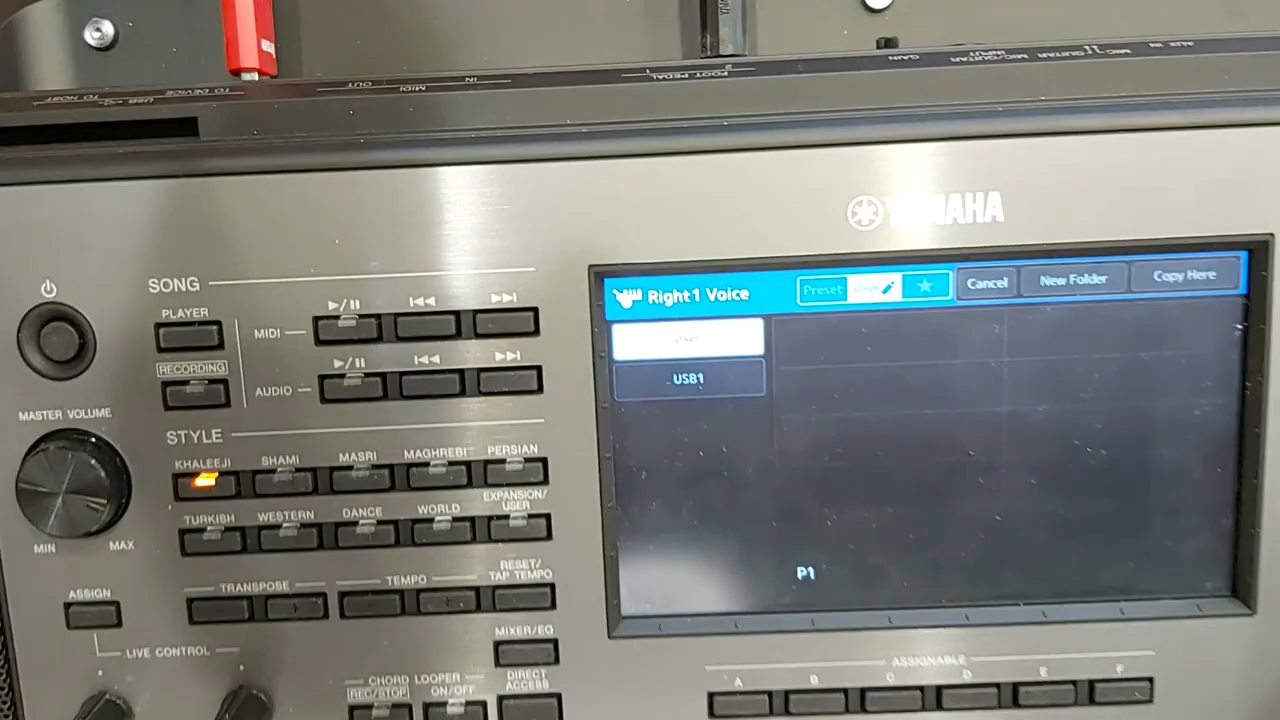 TO HOST
USB
TO DEVICE
OUT
MIDI
IN
1
FOOT PEDAL
2
GAIN
MIC/GUITAR
INPUT
MIC
GUITAR
AUX IN
YAMAHA
SONG
PLAYER
MIDI
RECORDING
AUDIO
MASTER VOLUME
MIN
MAX
STYLE
KHALEEJI
SHAMI
MASRI
MAGHREBI
PERSIAN
TURKISH
WESTERN
DANCE
WORLD
EXPANSION/
USER
ASSIGN
TRANSPOSE
TEMPO
RESET/
TAP TEMPO
LIVE CONTROL
MIXER/EQ
CHORD LOOPER
REC/STOP
ON/OFF
DIRECT
ACCESS
Right1 Voice
Preset
User
Cancel
New Folder
Copy Here
USB1
P1
ASSIGNABLE
A
B
C
D
E
F